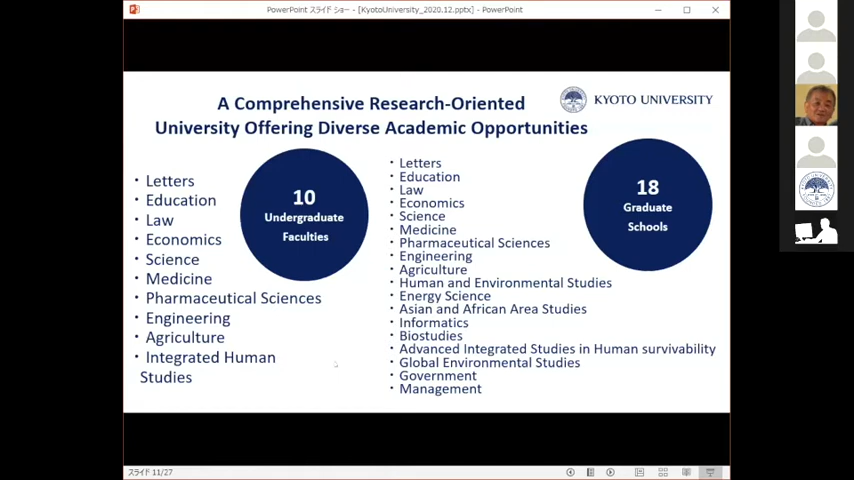 PowerPoint スライド ショー - [KyotoUniversity_2020.12.pptx] - PowerPoint
A Comprehensive Research-Oriented
University Offering Diverse Academic Opportunities
KYOTO UNIVERSITY
・Letters
・Education
・Law
・Economics
・Science
・Medicine
・Pharmaceutical Sciences
・Engineering
・Agriculture
・Integrated Human
Studies
10
Undergraduate
Faculties
・Letters
・Education
・Law
・Economics
・Science
・Medicine
・Pharmaceutical Sciences
・Engineering
・Agriculture
・Human and Environmental Studies
・Energy Science
・Asian and African Area Studies
・Informatics
・Biostudies
・Advanced Integrated Studies in Human survivability
・Global Environmental Studies
・Government
・Management
18
Graduate
Schools
スライド 11/27